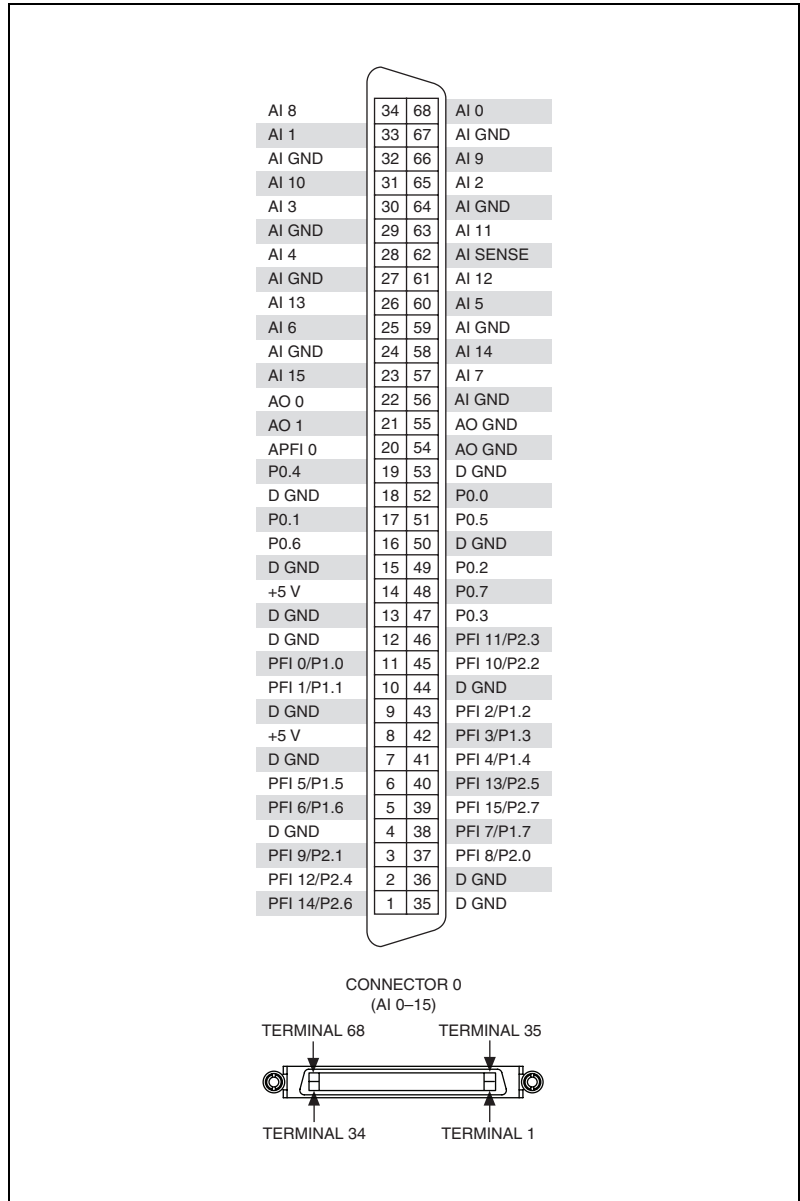 AI 8 34 68 AI 0
AI 1 33 67 AI GND
AI GND 32 66 AI 9
AI 10 31 65 AI 2
AI 3 30 64 AI GND
AI GND 29 63 AI 11
AI 4 28 62 AI SENSE
AI GND 27 61 AI 12
AI 13 26 60 AI 5
AI 6 25 59 AI GND
AI GND 24 58 AI 14
AI 15 23 57 AI 7
AO 0 22 56 AI GND
AO 1 21 55 AO GND
APFI 0 20 54 AO GND
P0.4 19 53 D GND
D GND 18 52 P0.0
P0.1 17 51 P0.5
P0.6 16 50 D GND
D GND 15 49 P0.2
+5 V 14 48 P0.7
D GND 13 47 P0.3
D GND 12 46 PFI 11/P2.3
PFI 0/P1.0 11 45 PFI 10/P2.2
PFI 1/P1.1 10 44 D GND
D GND 9 43 PFI 2/P1.2
+5 V 8 42 PFI 3/P1.3
D GND 7 41 PFI 4/P1.4
PFI 5/P1.5 6 40 PFI 13/P2.5
PFI 6/P1.6 5 39 PFI 15/P2.7
D GND 4 38 PFI 7/P1.7
PFI 9/P2.1 3 37 PFI 8/P2.0
PFI 12/P2.4 2 36 D GND
PFI 14/P2.6 1 35 D GND
CONNECTOR 0
(AI 0–15)
TERMINAL 68 TERMINAL 35
TERMINAL 34 TERMINAL 1